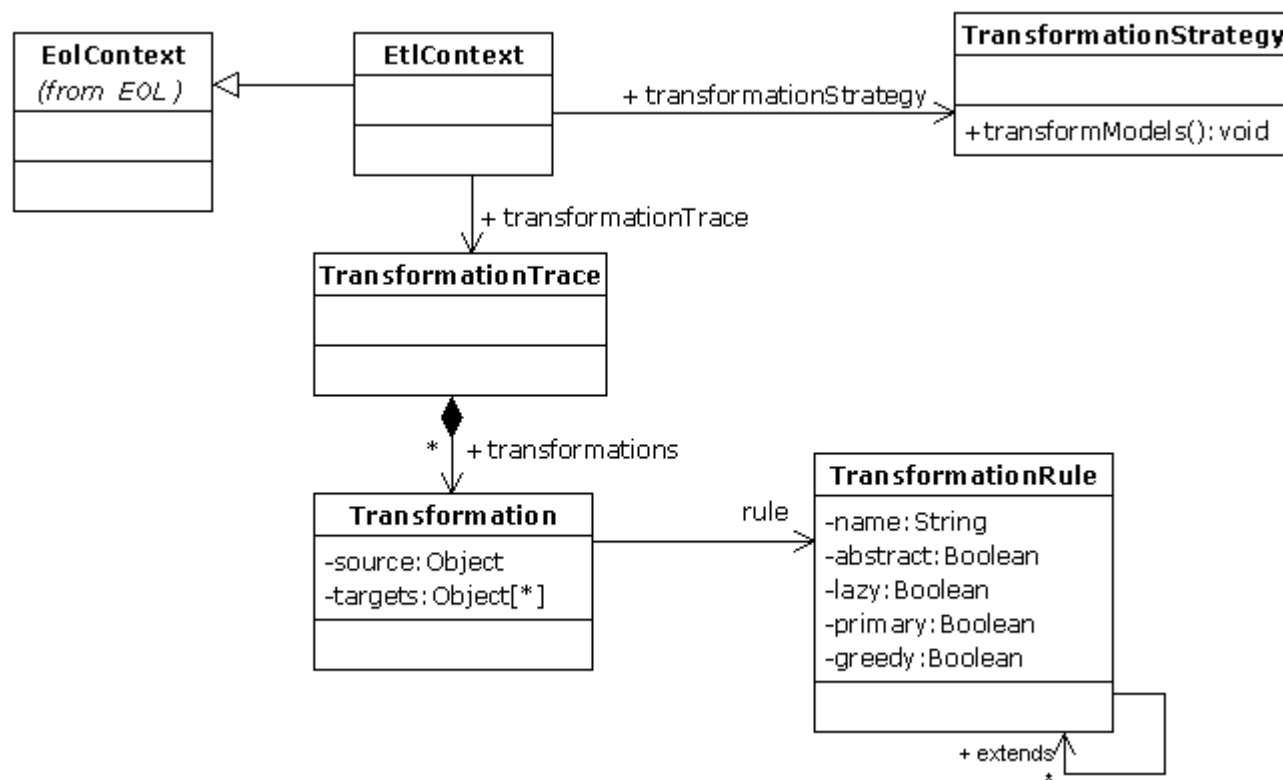 EolContext
(from EOL)
EtlContext
TransformationStrategy
+ transformationStrategy
+transformModels(): void
+ transformationTrace
TransformationTrace
* + transformations
Transformation
-source:Object
-targets:Object[*]
rule
TransformationRule
-name:String
-abstract:Boolean
-lazy:Boolean
-primary:Boolean
-greedy:Boolean
+ extends
*